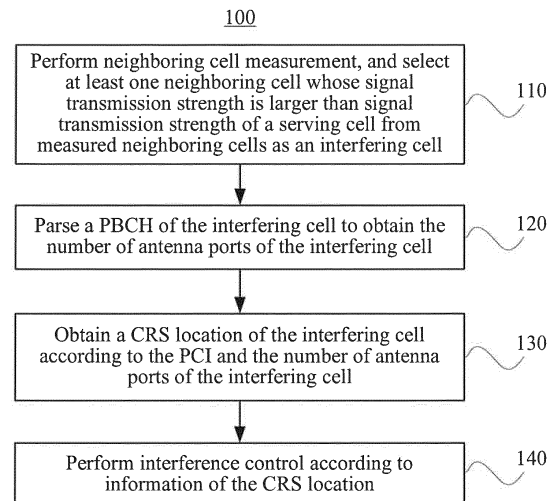 100
Perform neighboring cell measurement, and select
at least one neighboring cell whose signal
transmission strength is larger than signal
transmission strength of a serving cell from
measured neighboring cells as an interfering cell
110
Parse a PBCH of the interfering cell to obtain the
number of antenna ports of the interfering cell
120
Obtain a CRS location of the interfering cell
according to the PCI and the number of antenna
ports of the interfering cell
130
Perform interference control according to
information of the CRS location
140